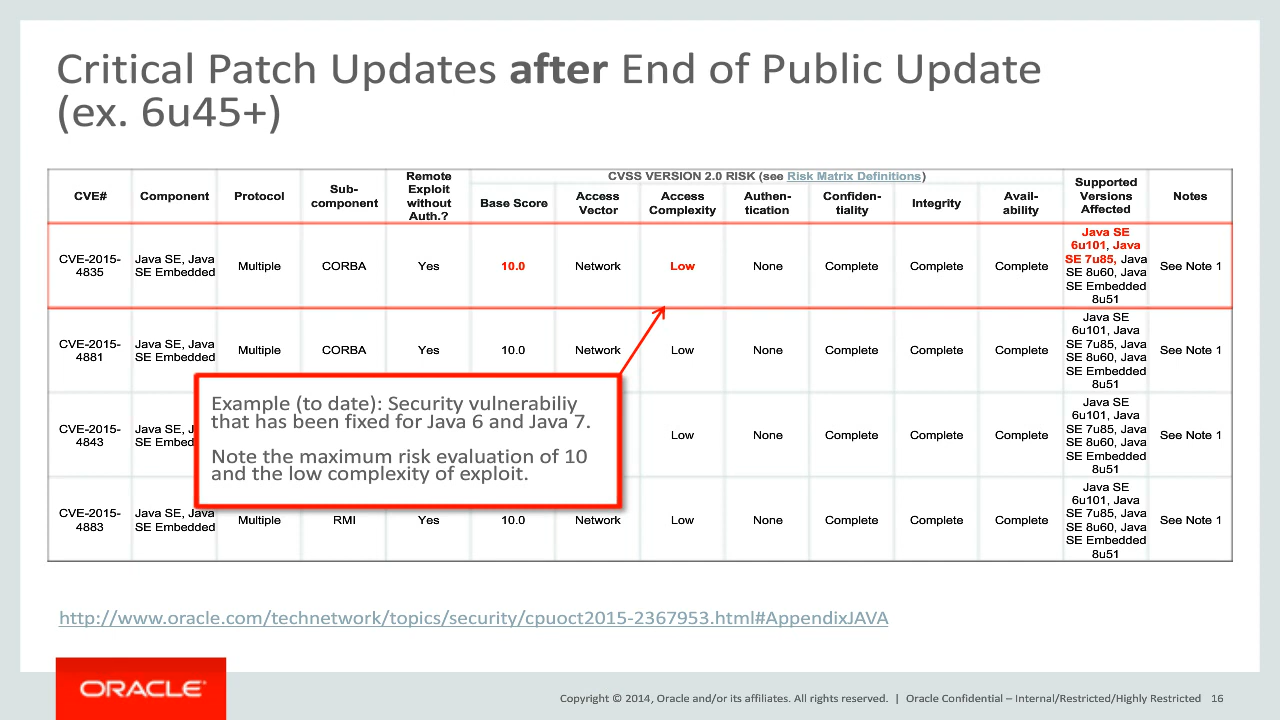 Critical Patch Updates after End of Public Update
(ex. 6u45+)
CVE# Component Protocol Sub-component Remote Exploit without Auth.? CVSS VERSION 2.0 RISK (see Risk Matrix Definitions) Supported Versions Affected Notes
Base Score Access Vector Access Complexity Authen-tication Confiden-tiality Integrity Avail-ability
CVE-2015-4835 Java SE, Java SE Embedded Multiple CORBA Yes 10.0 Network Low None Complete Complete Complete Java SE 6u101, Java SE 7u85, Java SE 8u60, Java SE Embedded 8u51 See Note 1
CVE-2015-4881 Java SE, Java SE Embedded Multiple CORBA Yes 10.0 Network Low None Complete Complete Complete Java SE 6u101, Java SE 7u85, Java SE 8u60, Java SE Embedded 8u51 See Note 1
CVE-2015-4843 Java SE, J SE Embed Low None Complete Complete Complete Java SE 6u101, Java SE 7u85, Java SE 8u60, Java SE Embedded 8u51 See Note 1
CVE-2015-4883 Java SE, Java SE Embedded Multiple RMI Yes 10.0 Network Low None Complete Complete Complete Java SE 6u101, Java SE 7u85, Java SE 8u60, Java SE Embedded 8u51 See Note 1
Example (to date): Security vulnerabiliy
that has been fixed for Java 6 and Java 7.
Note the maximum risk evaluation of 10
and the low complexity of exploit.
http://www.oracle.com/technetwork/topics/security/cpuoct2015-2367953.html#AppendixJAVA
ORACLE
Copyright © 2014, Oracle and/or its affiliates. All rights reserved. | Oracle Confidential – Internal/Restricted/Highly Restricted 16